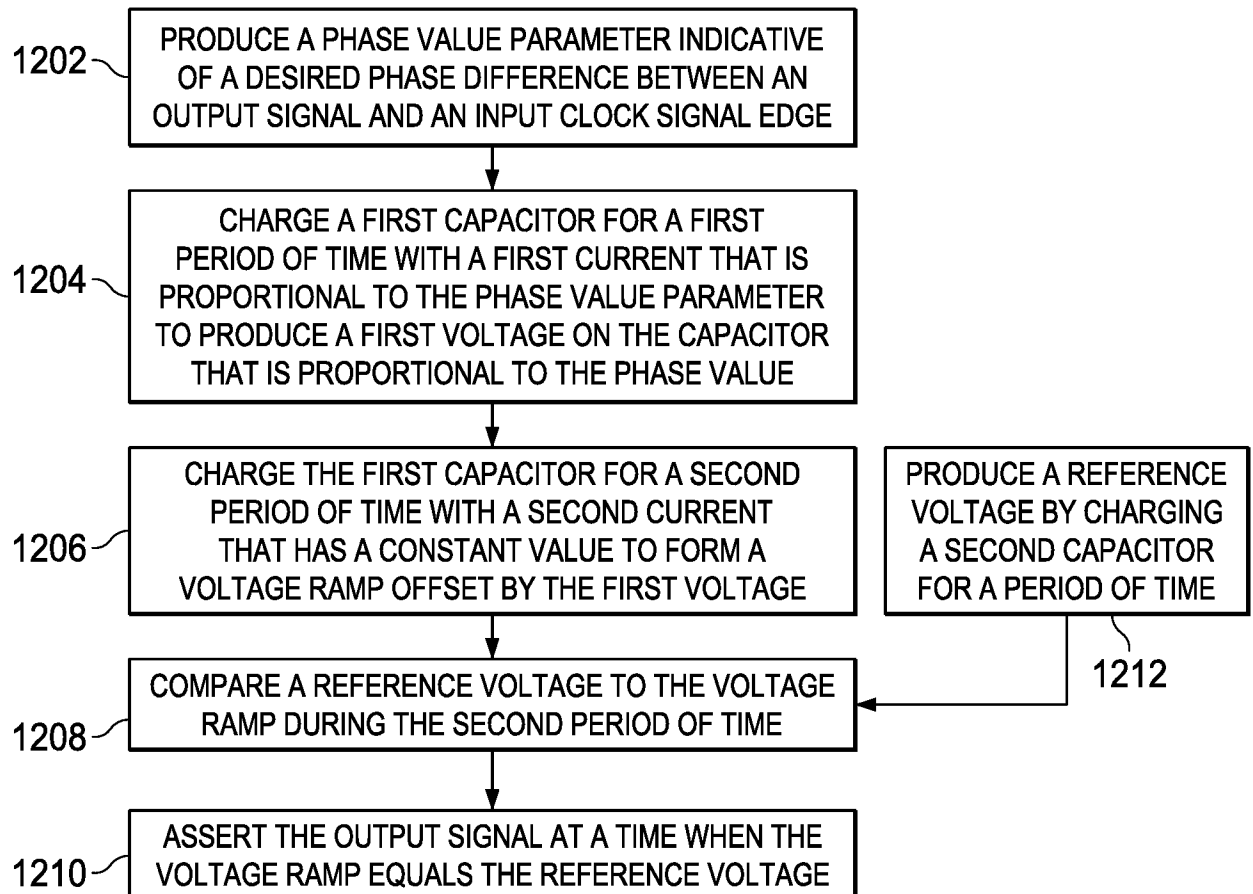 1202
PRODUCE A PHASE VALUE PARAMETER INDICATIVE
OF A DESIRED PHASE DIFFERENCE BETWEEN AN
OUTPUT SIGNAL AND AN INPUT CLOCK SIGNAL EDGE
1204
CHARGE A FIRST CAPACITOR FOR A FIRST
PERIOD OF TIME WITH A FIRST CURRENT THAT IS
PROPORTIONAL TO THE PHASE VALUE PARAMETER
TO PRODUCE A FIRST VOLTAGE ON THE CAPACITOR
THAT IS PROPORTIONAL TO THE PHASE VALUE
1206
CHARGE THE FIRST CAPACITOR FOR A SECOND
PERIOD OF TIME WITH A SECOND CURRENT
THAT HAS A CONSTANT VALUE TO FORM A
VOLTAGE RAMP OFFSET BY THE FIRST VOLTAGE
PRODUCE A REFERENCE
VOLTAGE BY CHARGING
A SECOND CAPACITOR
FOR A PERIOD OF TIME
1212
1208
COMPARE A REFERENCE VOLTAGE TO THE VOLTAGE
RAMP DURING THE SECOND PERIOD OF TIME
1210
ASSERT THE OUTPUT SIGNAL AT A TIME WHEN THE
VOLTAGE RAMP EQUALS THE REFERENCE VOLTAGE